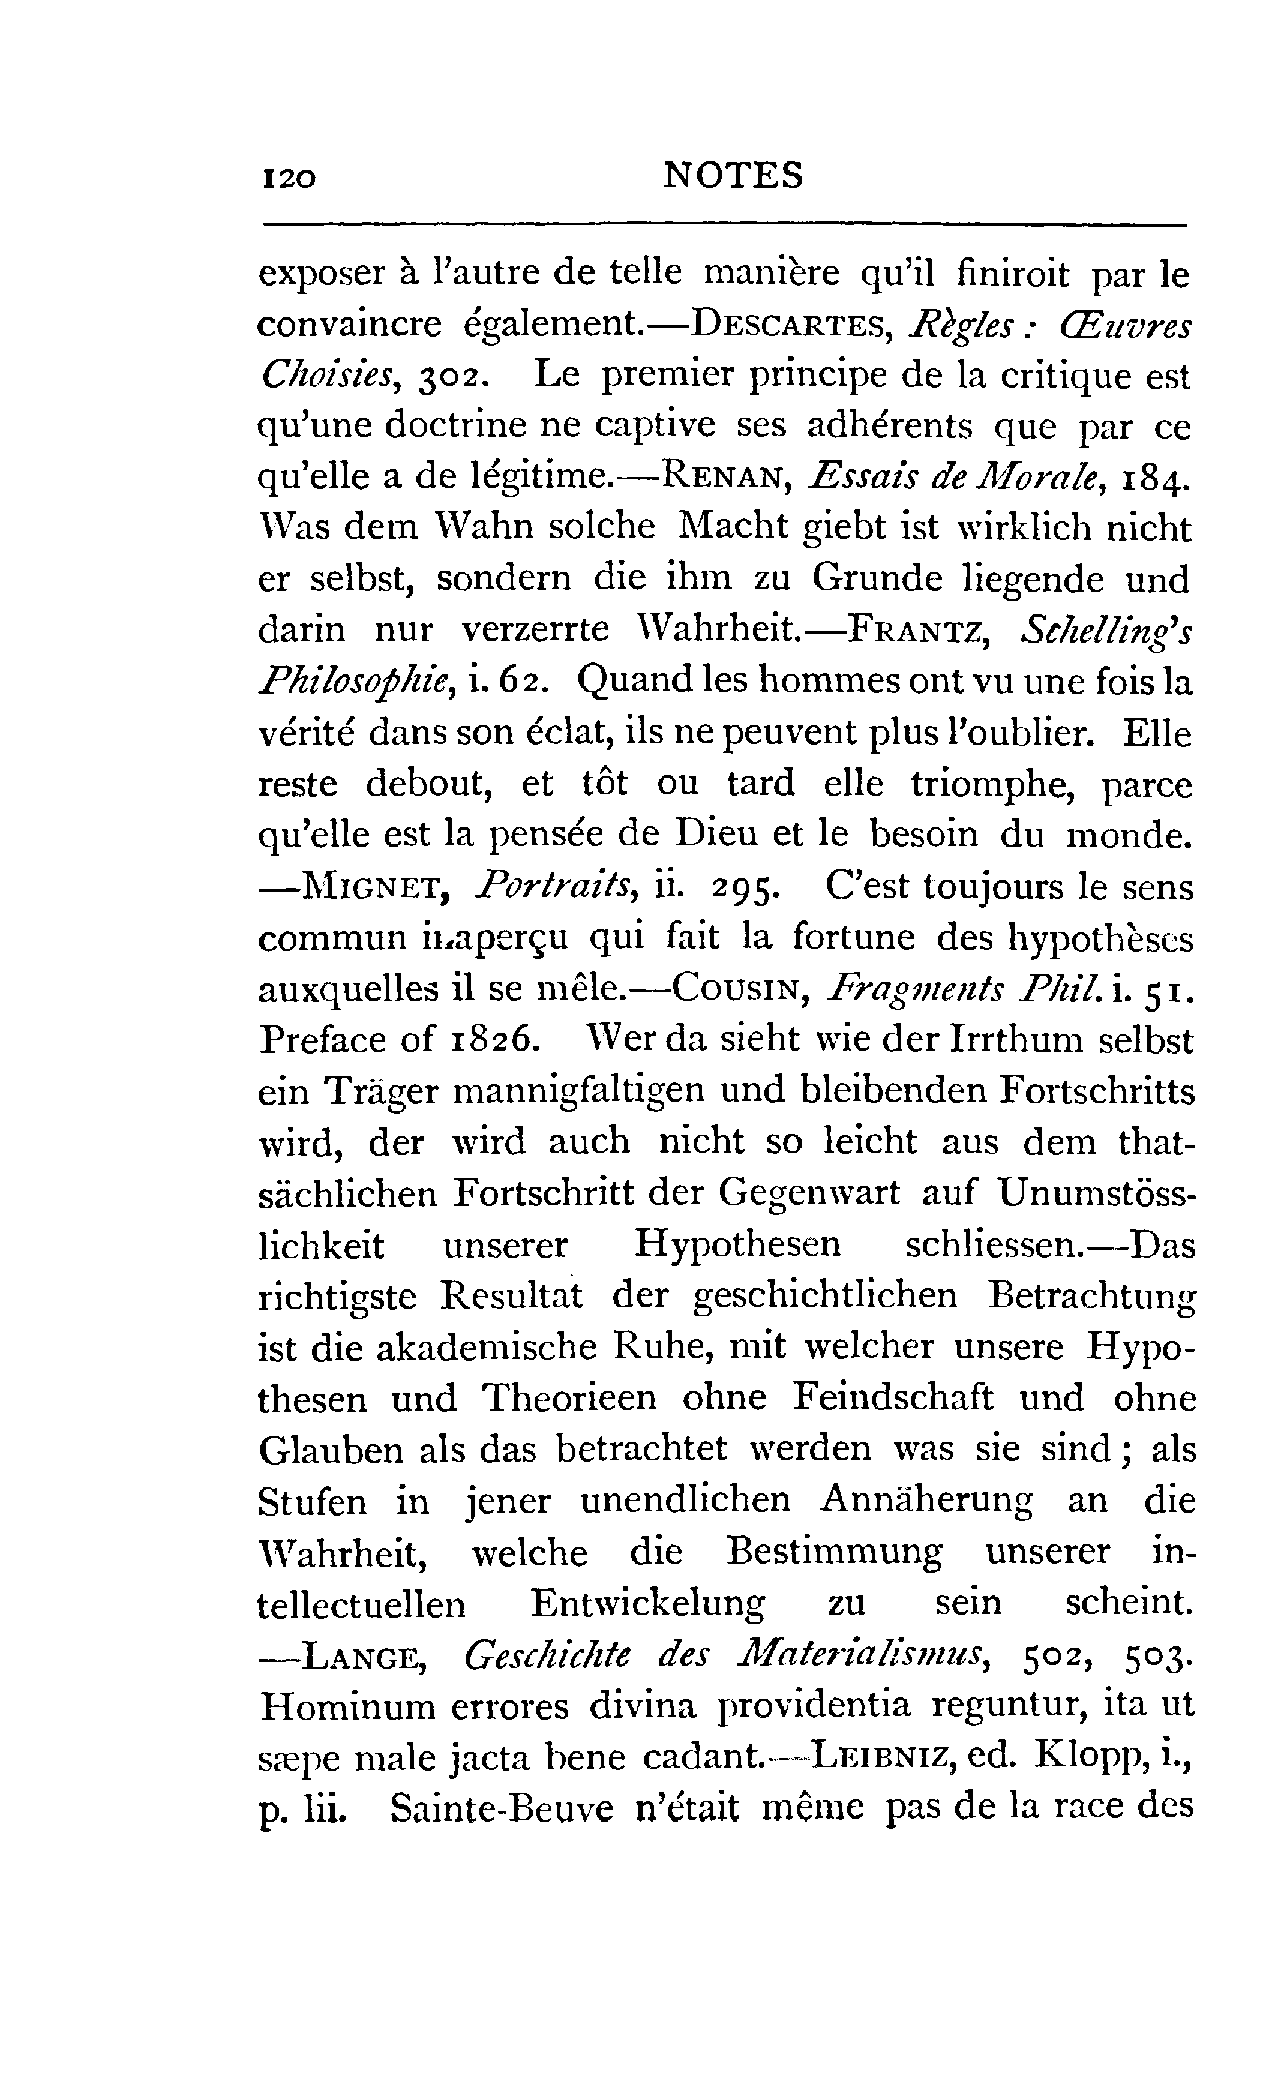 120 NOTES
exposer à l'autre de telle manière qu'il finiroit par le
convaincre également.—DESCARTES, Règles : Œuvres
Choisies, 302. Le premier principe de la critique est
qu'une doctrine ne captive ses adhérents que par ce
qu'elle a de légitime.—RENAN, Essais de Morale, 184.
Was dem Wahn solche Macht giebt ist wirklich nicht
er selbst, sondern die ihm zu Grunde liegende und
darin nur verzerrte Wahrheit.—FRANTZ, Schelling's
Philosophie, i. 62. Quand les hommes ont vu une fois la
vérité dans son éclat, ils ne peuvent plus l'oublier. Elle
reste debout, et tôt ou tard elle triomphe, parce
qu'elle est la pensée de Dieu et le besoin du monde.
—MIGNET, Portraits, ii. 295. C'est toujours le sens
commun inaperçu qui fait la fortune des hypothèses
auxquelles il se mêle.—COUSIN, Fragments Phil. i. 51.
Preface of 1826. Wer da sieht wie der Irrthum selbst
ein Träger mannigfaltigen und bleibenden Fortschritts
wird, der wird auch nicht so leicht aus dem that-
sächlichen Fortschritt der Gegenwart auf Unumstöss-
lichkeit unserer Hypothesen schliessen.—Das
richtigste Resultat der geschichtlichen Betrachtung
ist die akademische Ruhe, mit welcher unsere Hypo-
thesen und Theorieen ohne Feindschaft und ohne
Glauben als das betrachtet werden was sie sind ; als
Stufen in jener unendlichen Annäherung an die
Wahrheit, welche die Bestimmung unserer in-
tellectuellen Entwickelung zu sein scheint.
—LANGE, Geschichte des Materialismus, 502, 503.
Hominum errores divina providentia reguntur, ita ut
sæpe male jacta bene cadant.—LEIBNIZ, ed. Klopp, i.,
p. lii. Sainte-Beuve n'était même pas de la race des